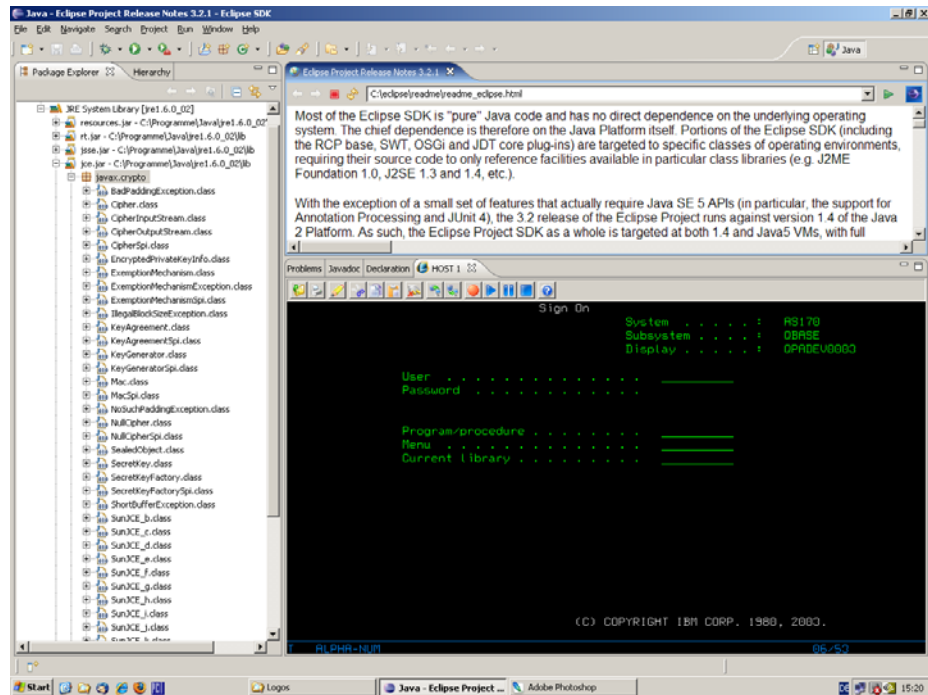 Java - Eclipse Project Release Notes 3.2.1 - Eclipse SDK
File Edit Navigate Search Project Run Window Help
Java
Package Explorer Hierarchy
JRE System Library [jre1.6.0_02]
resources.jar - C:\Programme\Java\jre1.6.0_02\
rt.jar - C:\Programme\Java\jre1.6.0_02\lib
jsse.jar - C:\Programme\Java\jre1.6.0_02\lib
jce.jar - C:\Programme\Java\jre1.6.0_02\lib
javax.crypto
BadPaddingException.class
Cipher.class
CipherInputStream.class
CipherOutputStream.class
CipherSpi.class
EncryptedPrivateKeyInfo.class
ExemptionMechanism.class
ExemptionMechanismException.class
ExemptionMechanismSpi.class
IllegalBlockSizeException.class
KeyAgreement.class
KeyAgreementSpi.class
KeyGenerator.class
KeyGeneratorSpi.class
Mac.class
MacSpi.class
NoSuchPaddingException.class
NullCipher.class
NullCipherSpi.class
SealedObject.class
SecretKey.class
SecretKeyFactory.class
SecretKeyFactorySpi.class
ShortBufferException.class
SunJCE_b.class
SunJCE_c.class
SunJCE_d.class
SunJCE_e.class
SunJCE_f.class
SunJCE_g.class
SunJCE_h.class
SunJCE_i.class
SunJCE_j.class
SunJCE_k.class
Eclipse Project Release Notes 3.2.1
C:\eclipse\readme\readme_eclipse.html
Most of the Eclipse SDK is "pure" Java code and has no direct dependence on the underlying operating
system. The chief dependence is therefore on the Java Platform itself. Portions of the Eclipse SDK (including
the RCP base, SWT, OSGi and JDT core plug-ins) are targeted to specific classes of operating environments,
requiring their source code to only reference facilities available in particular class libraries (e.g. J2ME
Foundation 1.0, J2SE 1.3 and 1.4, etc.).
With the exception of a small set of features that actually require Java SE 5 APIs (in particular, the support for
Annotation Processing and JUnit 4), the 3.2 release of the Eclipse Project runs against version 1.4 of the Java
2 Platform. As such, the Eclipse Project SDK as a whole is targeted at both 1.4 and Java5 VMs, with full
Problems Javadoc Declaration HOST 1
Sign On
System . . . . . : AS170
Subsystem . . . . : QBASE
Display . . . . . : QPADEV0003
User . . . . . . . . . . . . . .
Password . . . . . . . . . . . .
Program/procedure . . . . . . . .
Menu . . . . . . . . . . . . . .
Current library . . . . . . . . .
(C) COPYRIGHT IBM CORP. 1980, 2003.
T ALPHA-NUM 06/53
Start Logos Java - Eclipse Project ... Adobe Photoshop DE 15:20